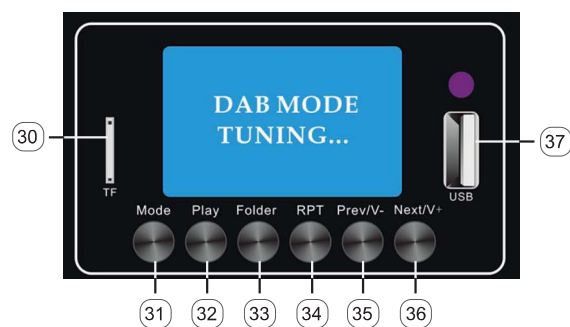 DAB MODE
TUNING...
30
37
TF
USB
Mode Play Folder RPT Prev/V- Next/V+
31 32 33 34 35 36